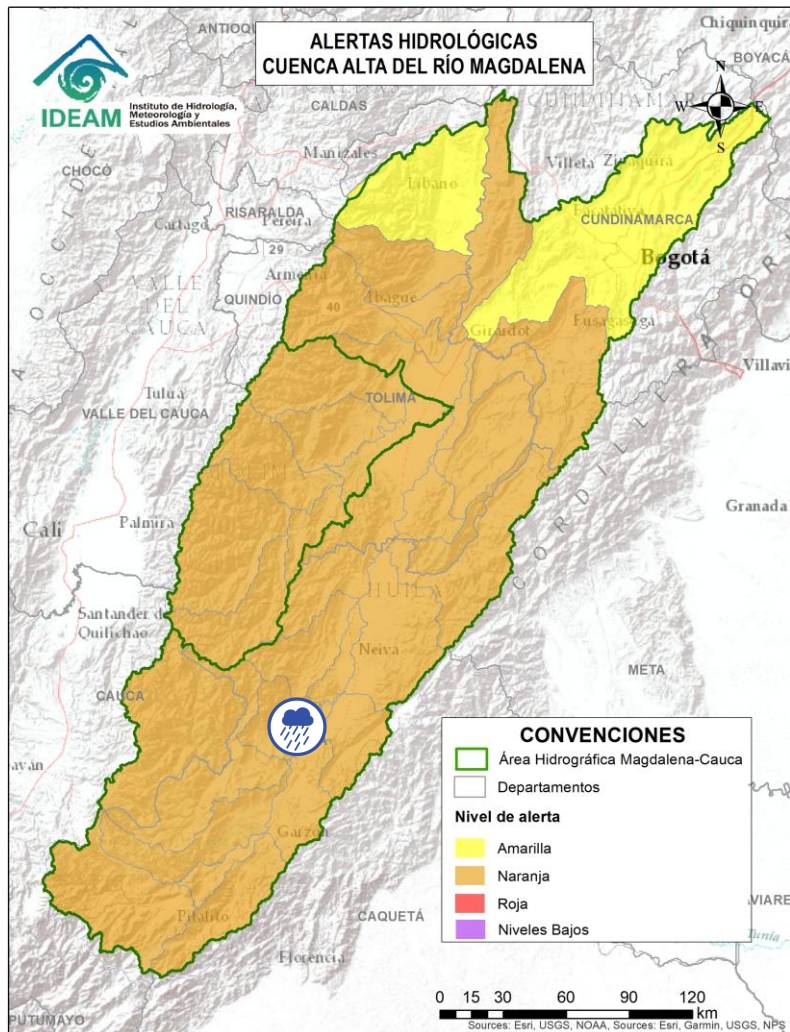 ALERTAS HIDROLÓGICAS
CUENCA ALTA DEL RÍO MAGDALENA
IDEAM
Instituto de Hidrología,
Meteorología y
Estudios Ambientales
Chiquinquira
BOYACÁ
N
W
E
S
CALDAS
Manizales
Líbano
Villeta
CHOCÓ
RISARALDA
Pereira
Cartago
CUNDINAMARCA
29
Bogotá
Armenia
QUINDÍO
40
Ibagué
Girardot
Fusagasugá
VALLE
DEL
CAUCA
Villavi
Tuluá
VALLE DEL CAUCA
TOLIMA
CORDILLERA
Granada
Palmira
Cali
HUILA
Santander de
Quilichao
Neiva
META
CAUCA
Garzón
Pitalito
CAQUETÁ
Florencia
PUTUMAYO
CONVENCIONES
Área Hidrográfica Magdalena-Cauca
Departamentos
Nivel de alerta
Amarilla
Naranja
Roja
Niveles Bajos
VIARE
Tunía
0 15 30 60 90 120
km
Sources: Esri, USGS, NOAA, Sources: Esri, Garmin, USGS, NPS